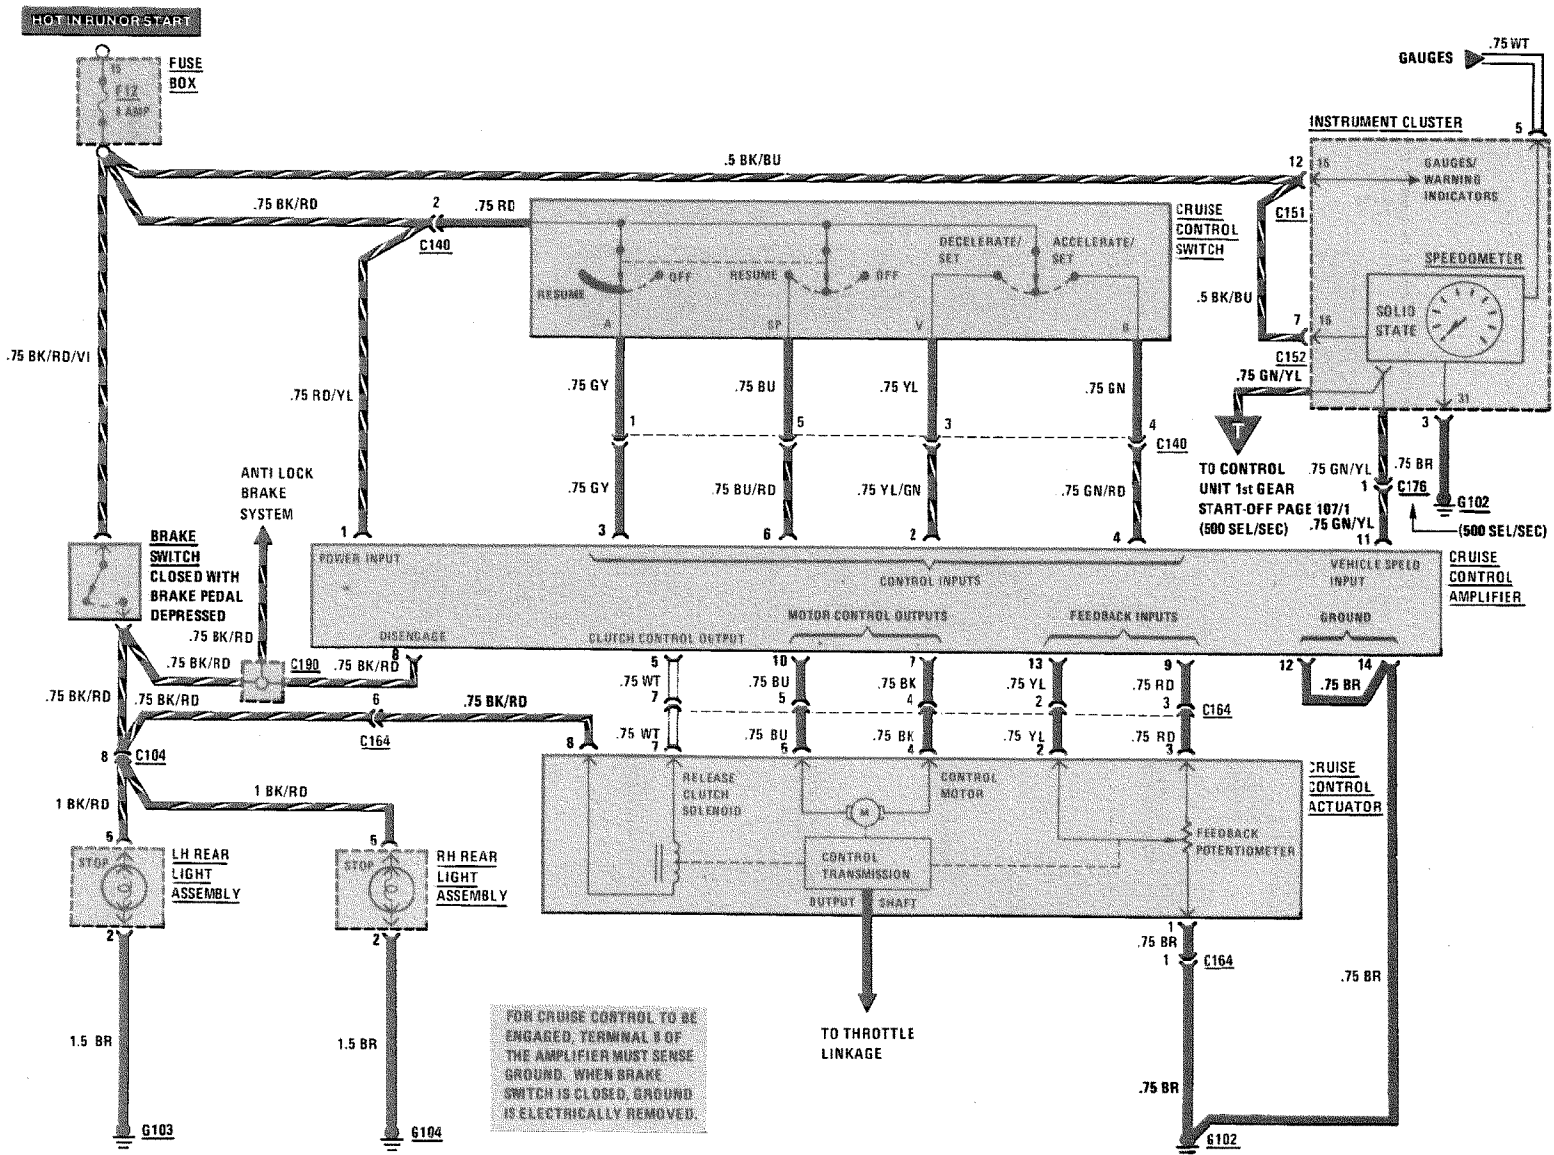 HOT IN RUN OR START
FUSE
BOX
15
F12
8 AMP
GAUGES
.75 WT
INSTRUMENT CLUSTER
5
.5 BK/BU
12
15
GAUGES/
WARNING
INDICATORS
C151
.75 BK/RD
2
.75 RD
C140
CRUISE
CONTROL
SWITCH
DECELERATE/
SET
ACCELERATE/
SET
RESUME
OFF
RESUME
OFF
A
SP
V
B
SPEEDOMETER
SOLID
STATE
.5 BK/BU
7
15
C152
.75 GN/YL
31
3
.75 BK/RD/VI
.75 RD/YL
.75 GY
.75 BU
.75 YL
.75 GN
1
5
3
4
C140
T
TO CONTROL
UNIT 1st GEAR
START-OFF PAGE 107/1
(500 SEL/SEC)
.75 GN/YL
1
C176
.75 BR
G102
(500 SEL/SEC)
.75 GN/YL
11
ANTI LOCK
BRAKE
SYSTEM
.75 GY
.75 BU/RD
.75 YL/GN
.75 GN/RD
1
3
6
2
4
BRAKE
SWITCH
CLOSED WITH
BRAKE PEDAL
DEPRESSED
POWER INPUT
CONTROL INPUTS
VEHICLE SPEED
INPUT
CRUISE
CONTROL
AMPLIFIER
DISENGAGE
CLUTCH CONTROL OUTPUT
MOTOR CONTROL OUTPUTS
FEEDBACK INPUTS
GROUND
.75 BK/RD
.75 BK/RD
C190
.75 BK/RD
8
5
10
7
13
9
12
14
.75 WT
.75 BU
.75 BK
.75 YL
.75 RD
.75 BR
7
5
4
2
3
C164
.75 BK/RD
.75 BK/RD
6
C164
.75 BK/RD
8
.75 WT
7
.75 BU
5
.75 BK
4
.75 YL
2
.75 RD
3
8
C104
1 BK/RD
1 BK/RD
5
5
RELEASE
CLUTCH
SOLENOID
CONTROL
MOTOR
M
CRUISE
CONTROL
ACTUATOR
FEEDBACK
POTENTIOMETER
CONTROL
TRANSMISSION
OUTPUT SHAFT
STOP
LH REAR
LIGHT
ASSEMBLY
STOP
RH REAR
LIGHT
ASSEMBLY
2
2
1
.75 BR
1
C164
.75 BR
1.5 BR
1.5 BR
FOR CRUISE CONTROL TO BE
ENGAGED, TERMINAL 8 OF
THE AMPLIFIER MUST SENSE
GROUND. WHEN BRAKE
SWITCH IS CLOSED, GROUND
IS ELECTRICALLY REMOVED.
TO THROTTLE
LINKAGE
.75 BR
G103
G104
G102